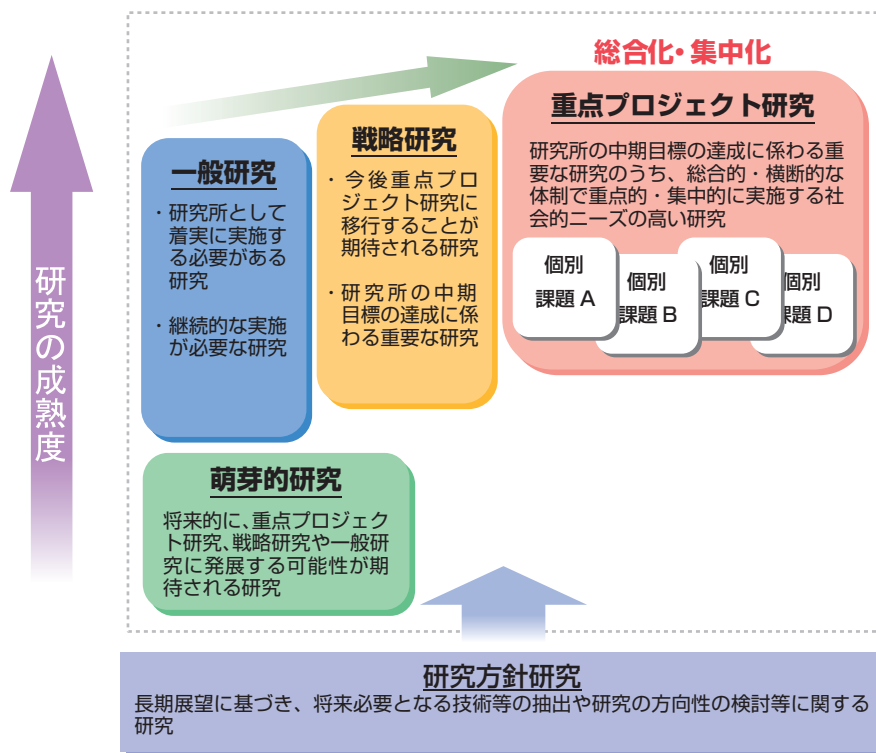 総合化・集中化
重点プロジェクト研究
研究所の中期目標の達成に係わる重
要な研究のうち、総合的・横断的な
体制で重点的・集中的に実施する社
会的ニーズの高い研究
個別
課題 A
個別
課題 B
個別
課題 C
個別
課題 D
戦略研究
・今後重点プロ
ジェクト研究に
移行することが
期待される研究
・研究所の中期
目標の達成に係
わる重要な研究
一般研究
・研究所として
着実に実施す
る必要がある
研究
・継続的な実施
が必要な研究
研究の成熟度
萌芽的研究
将来的に、重点プロジェク
ト研究、戦略研究や一般研
究に発展する可能性が期
待される研究
研究方針研究
長期展望に基づき、将来必要となる技術等の抽出や研究の方向性の検討等に関する
研究